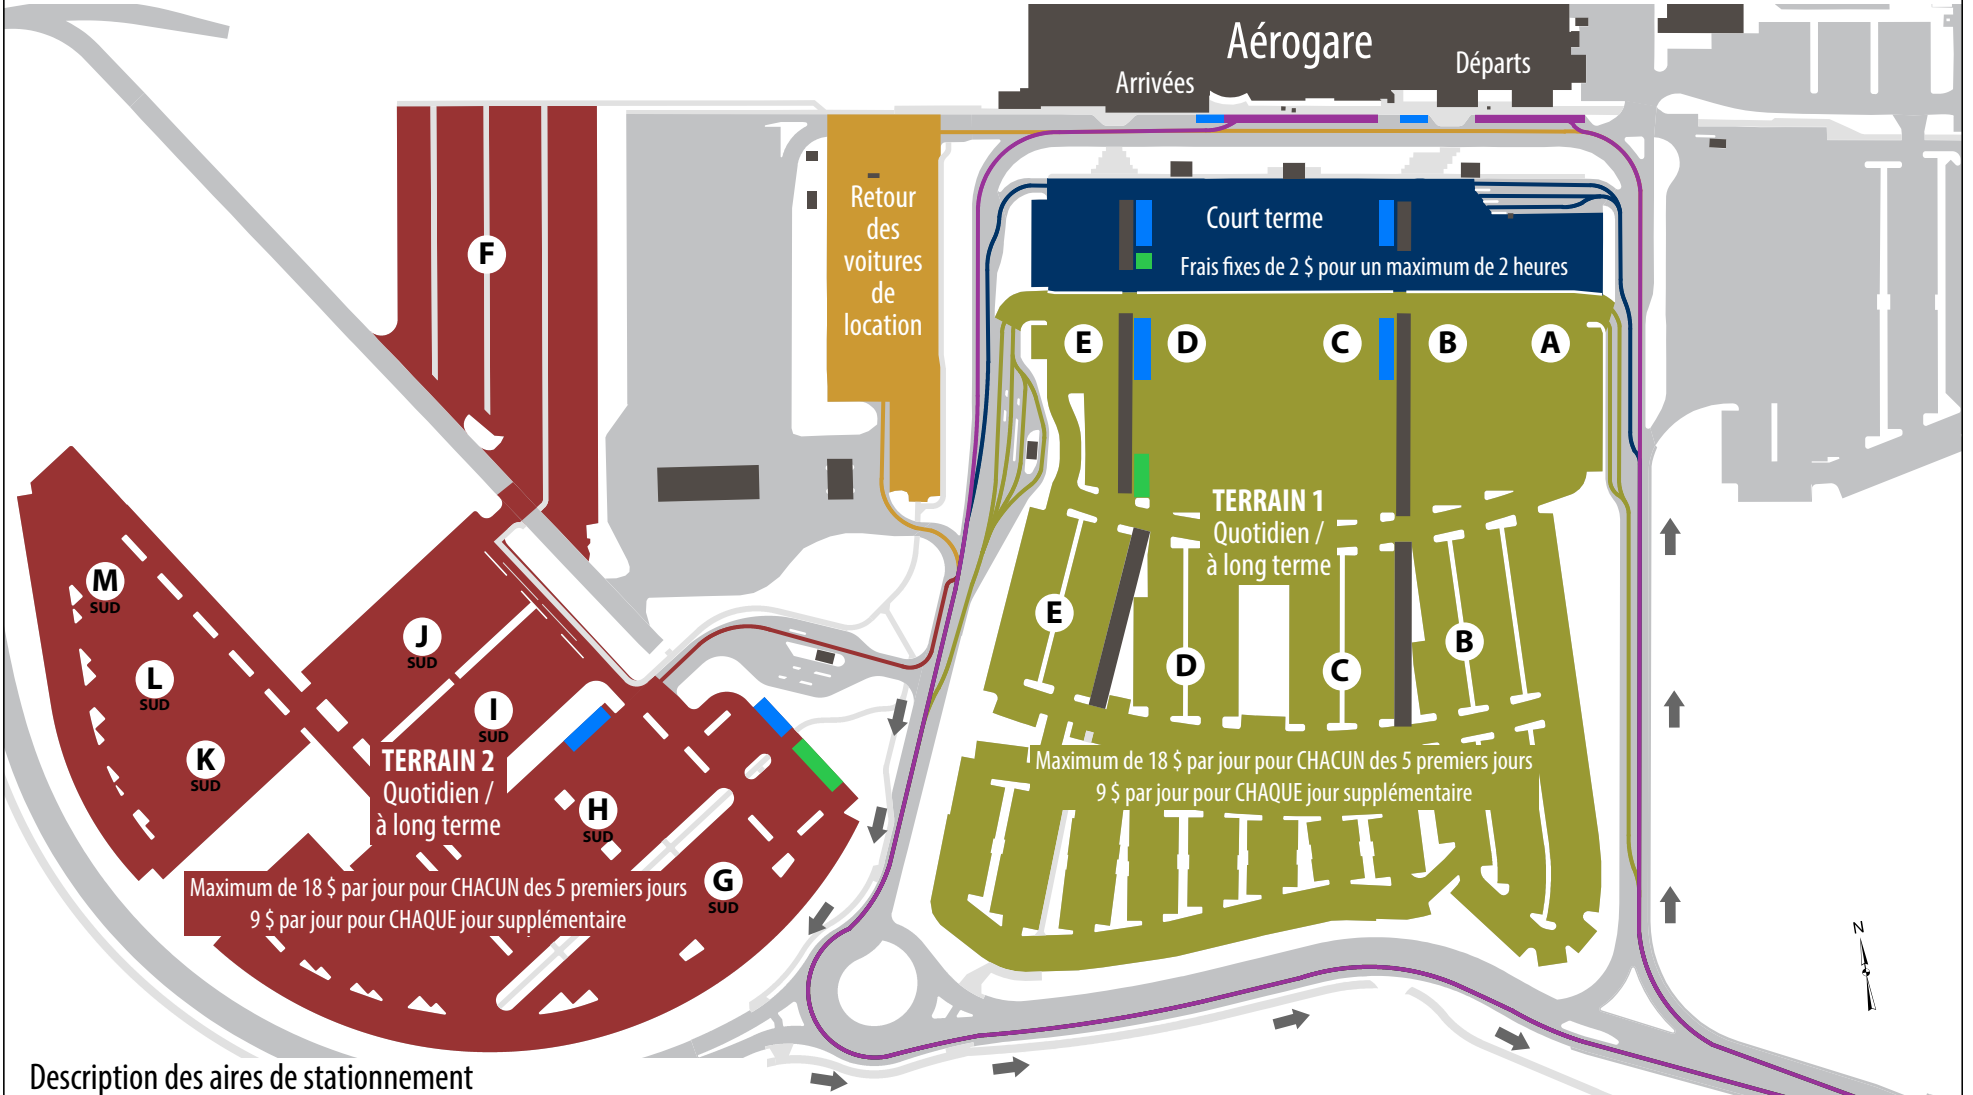 Aérogare
Arrivées
Départs
Retour
des
voitures
de
location
Court terme
Frais fixes de 2 $ pour un maximum de 2 heures
F
E
D
C
B
A
TERRAIN 1
Quotidien /
à long terme
E
D
C
B
Maximum de 18 $ par jour pour CHACUN des 5 premiers jours
9 $ par jour pour CHAQUE jour supplémentaire
M
SUD
L
SUD
K
SUD
J
SUD
I
SUD
TERRAIN 2
Quotidien /
à long terme
H
SUD
G
SUD
Maximum de 18 $ par jour pour CHACUN des 5 premiers jours
9 $ par jour pour CHAQUE jour supplémentaire
N
Description des aires de stationnement